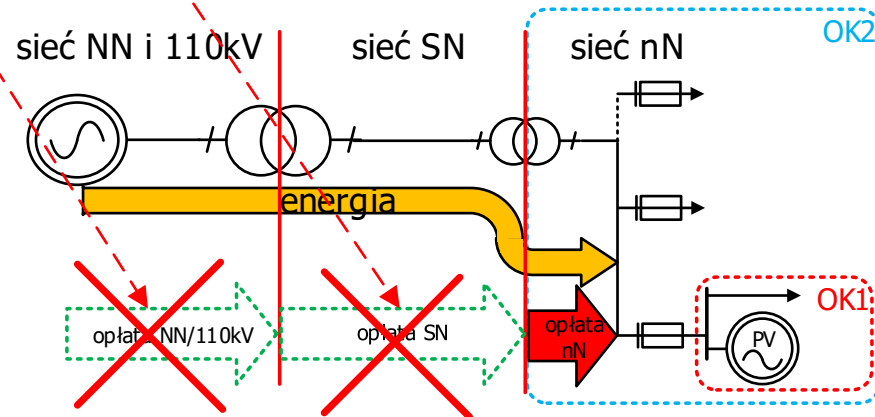 sieć NN i 110kV
sieć SN
sieć nN
OK2
energia
opłata NN/110kV
opłata SN
opłata
nN
OK1
PV